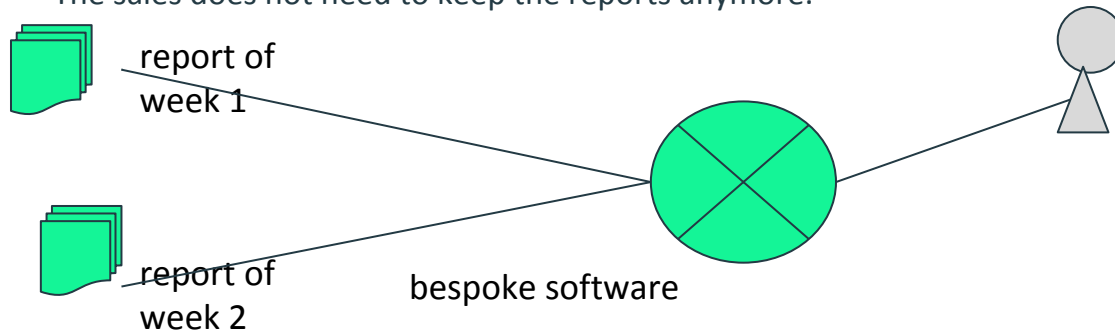 The sales does not need to keep the reports anymore.
report of
week 1
report of
week 2
bespoke software